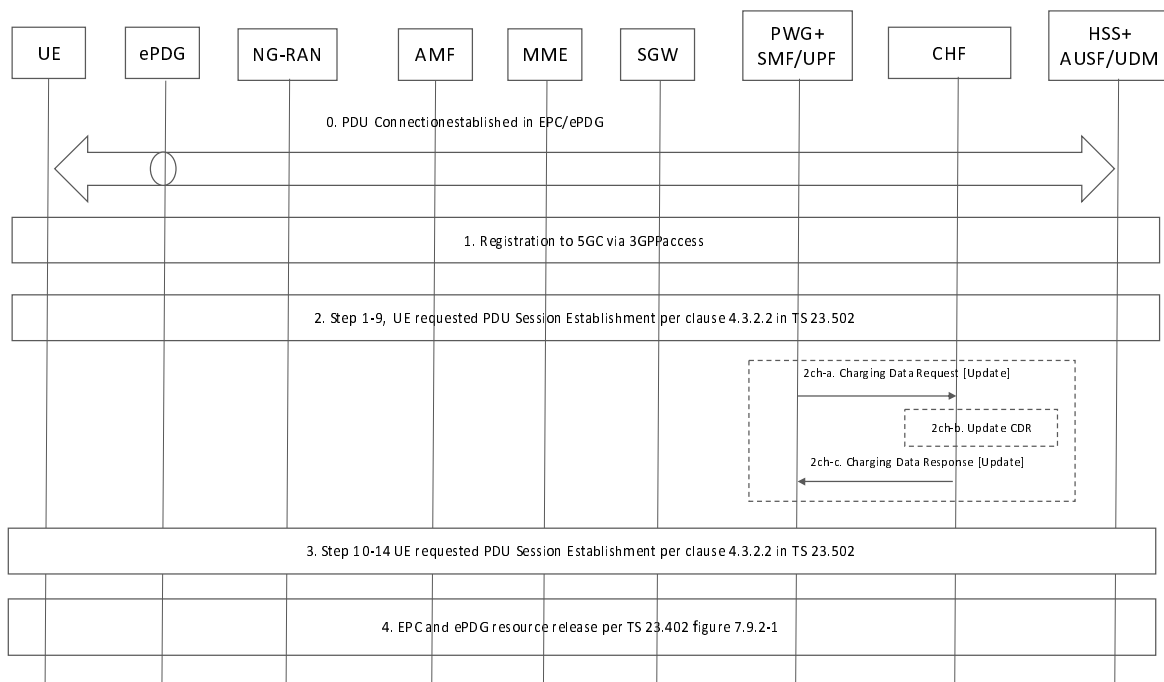 UE
ePDG
NG-RAN
AMF
MME
SGW
PWG+
SMF/UPF
CHF
HSS+
AUSF/UDM
0. PDU Connectionestablished in EPC/ePDG
1. Registration to 5GC via 3GPPaccess
2. Step 1-9, UE requested PDU Session Establishment per clause 4.3.2.2 in TS 23.502
2ch-a. Charging Data Request [Update]
2ch-b. Update CDR
2ch-c. Charging Data Response [Update]
3. Step 10-14 UE requested PDU Session Establishment per clause 4.3.2.2 in TS 23.502
4. EPC and ePDG resource release per TS 23.402 figure 7.9.2-1